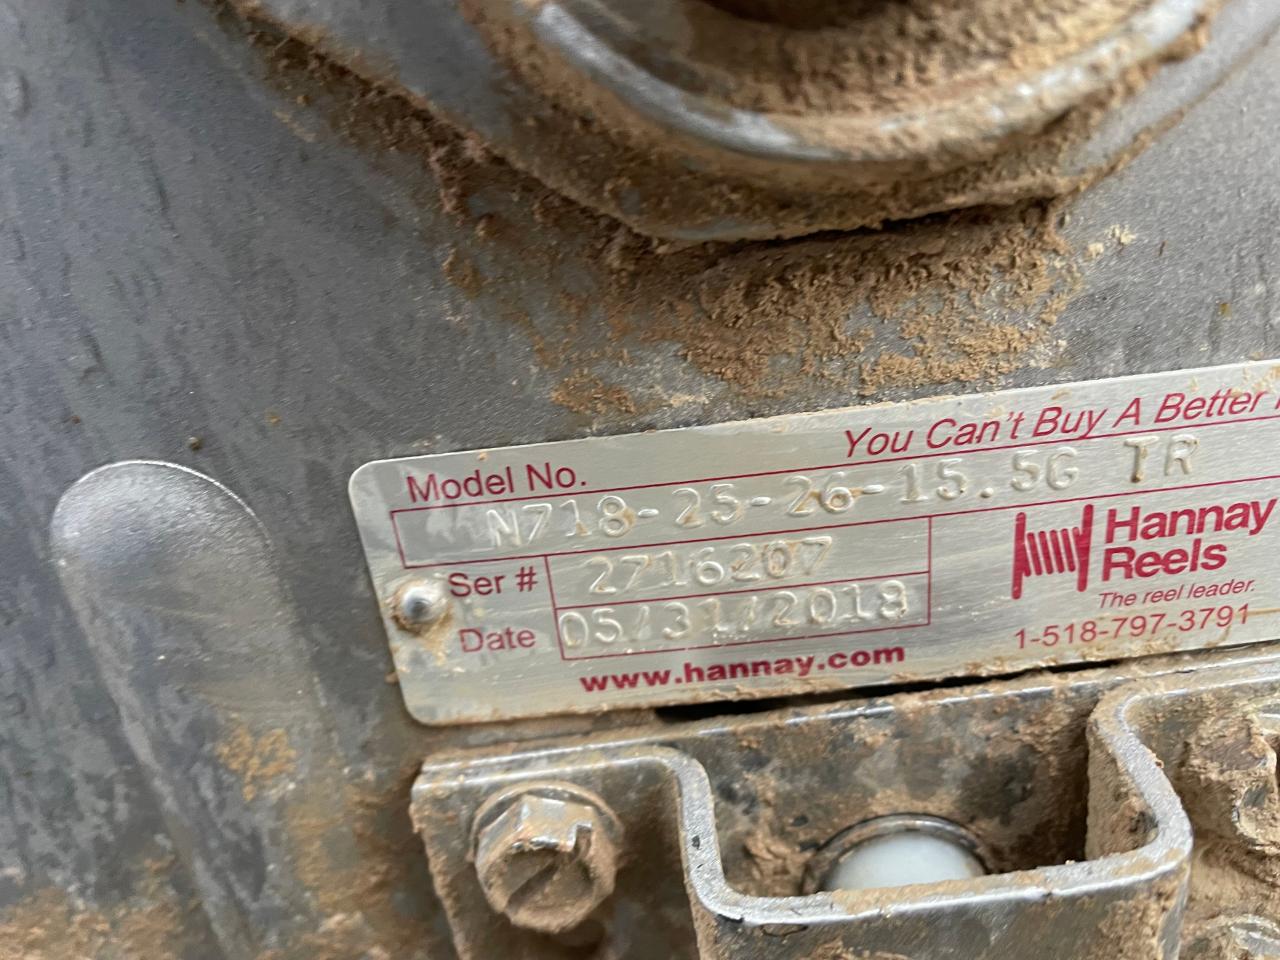 You Can't Buy A Better
Model No.
N718-25-26-15.5G TR
Ser # 2716207
Date 05/31/2018
Hannay
Reels
The reel leader.
1-518-797-3791
www.hannay.com